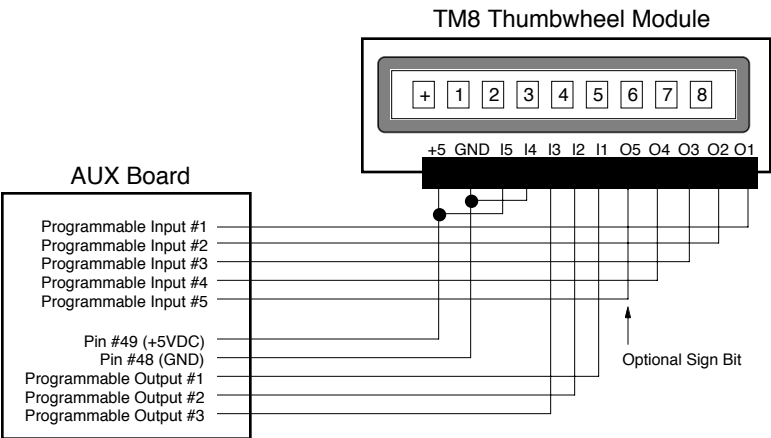 TM8 Thumbwheel Module
+ 1 2 3 4 5 6 7 8
+5 GND I5 I4 I3 I2 I1 O5 O4 O3 O2 O1
AUX Board
Programmable Input #1
Programmable Input #2
Programmable Input #3
Programmable Input #4
Programmable Input #5
Pin #49 (+5VDC)
Pin #48 (GND)
Programmable Output #1
Programmable Output #2
Programmable Output #3
Optional Sign Bit